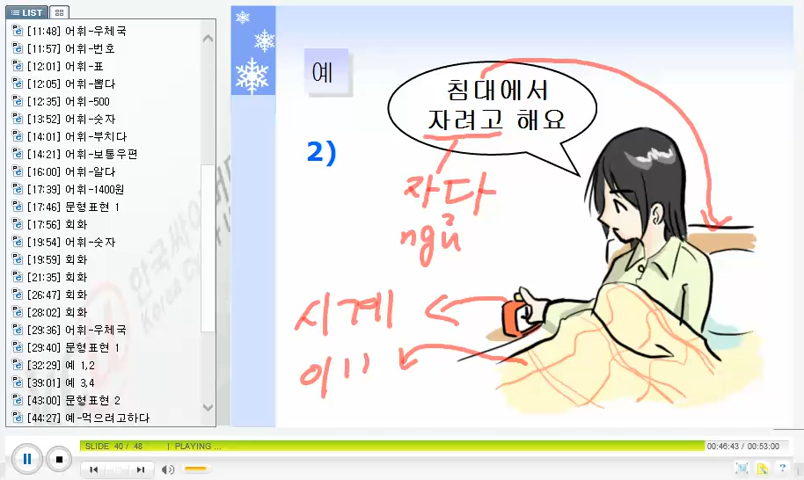 LIST
[11:48] 어휘-우체국
[11:57] 어휘-번호
[12:01] 어휘-표
[12:05] 어휘-뽑다
[12:35] 어휘-500
[13:52] 어휘-숫자
[14:01] 어휘-부치다
[14:21] 어휘-보통우편
[16:00] 어휘-알다
[17:39] 어휘-1400원
[17:46] 문형표현 1
[17:56] 회화
[19:54] 어휘-숫자
[19:59] 회화
[21:35] 회화
[26:47] 회화
[28:02] 회화
[29:36] 어휘-우체국
[29:40] 문형표현 1
[32:29] 예 1,2
[39:01] 예 3,4
[43:00] 문형표현 2
[44:27] 예-먹으려고하다
예
침대에서
자려고 해요
2)
자다
ngủ
시계
이
SLIDE 40 / 48 | PLAYING ...
00:46:43 / 00:53:00